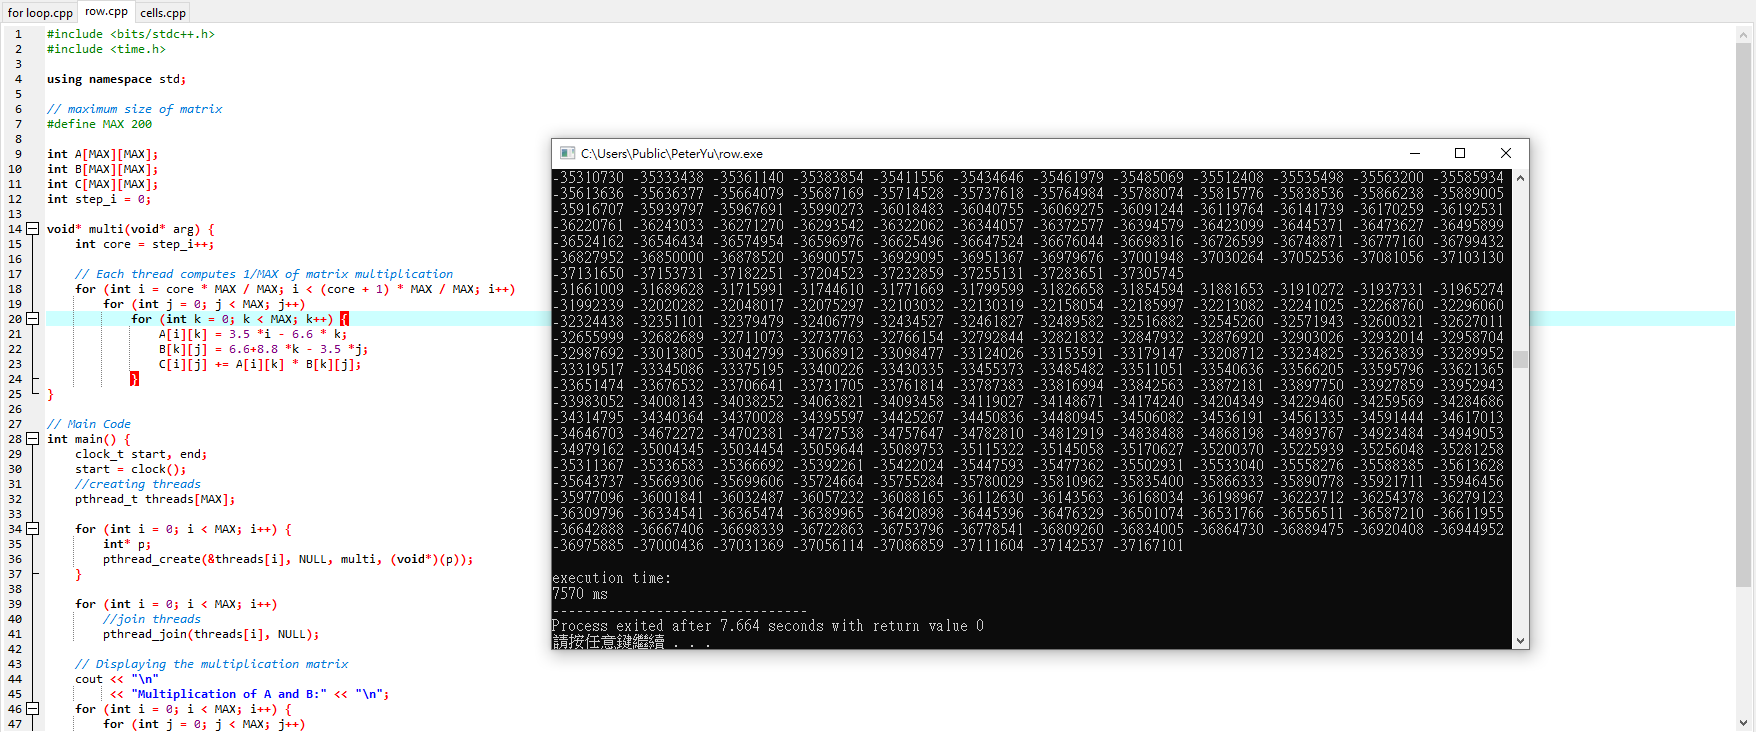 for loop.cpp row.cpp cells.cpp
1 #include <bits/stdc++.h>
2 #include <time.h>
3
4 using namespace std;
5
6 // maximum size of matrix
7 #define MAX 200
8
9 int A[MAX][MAX];
10 int B[MAX][MAX];
11 int C[MAX][MAX];
12 int step_i = 0;
13
14 void* multi(void* arg) {
15 int core = step_i++;
16
17 // Each thread computes 1/MAX of matrix multiplication
18 for (int i = core * MAX / MAX; i < (core + 1) * MAX / MAX; i++)
19 for (int j = 0; j < MAX; j++)
20 for (int k = 0; k < MAX; k++) {
21 A[i][k] = 3.5 *i - 6.6 * k;
22 B[k][j] = 6.6+8.8 *k - 3.5 *j;
23 C[i][j] += A[i][k] * B[k][j];
24 }
25 }
26
27 // Main Code
28 int main() {
29 clock_t start, end;
30 start = clock();
31 //creating threads
32 pthread_t threads[MAX];
33
34 for (int i = 0; i < MAX; i++) {
35 int* p;
36 pthread_create(&threads[i], NULL, multi, (void*)(p));
37 }
38
39 for (int i = 0; i < MAX; i++)
40 //join threads
41 pthread_join(threads[i], NULL);
42
43 // Displaying the multiplication matrix
44 cout << "\n"
45 << "Multiplication of A and B:" << "\n";
46 for (int i = 0; i < MAX; i++) {
47 for (int j = 0; j < MAX; j++)
C:\Users\Public\PeterYu\row.exe
-35310730 -35333438 -35361140 -35383854 -35411556 -35434646 -35461979 -35485069 -35512408 -35535498 -35563200 -35585934
-35613636 -35636377 -35664079 -35687169 -35714528 -35737618 -35764984 -35788074 -35815776 -35838536 -35866238 -35889005
-35916707 -35939797 -35967691 -35990273 -36018483 -36040755 -36069275 -36091244 -36119764 -36141739 -36170259 -36192531
-36220761 -36243033 -36271270 -36293542 -36322062 -36344057 -36372577 -36394579 -36423099 -36445371 -36473627 -36495899
-36524162 -36546434 -36574954 -36596976 -36625496 -36647524 -36676044 -36698316 -36726599 -36748871 -36777160 -36799432
-36827952 -36850000 -36878520 -36900575 -36929095 -36951367 -36979676 -37001948 -37030264 -37052536 -37081056 -37103130
-37131650 -37153731 -37182251 -37204523 -37232859 -37255131 -37283651 -37305745
-31661009 -31689628 -31715991 -31744610 -31771669 -31799599 -31826658 -31854594 -31881653 -31910272 -31937331 -31965274
-31992339 -32020282 -32048017 -32075297 -32103032 -32130319 -32158054 -32185997 -32213082 -32241025 -32268760 -32296060
-32324438 -32351101 -32379479 -32406779 -32434527 -32461827 -32489582 -32516882 -32545260 -32571943 -32600321 -32627011
-32655999 -32682689 -32711073 -32737763 -32766154 -32792844 -32821832 -32847932 -32876920 -32903026 -32932014 -32958704
-32987692 -33013805 -33042799 -33068912 -33098477 -33124026 -33153591 -33179147 -33208712 -33234825 -33263839 -33289952
-33319517 -33345086 -33375195 -33400226 -33430335 -33455373 -33485482 -33511051 -33540636 -33566205 -33595796 -33621365
-33651474 -33676532 -33706641 -33731705 -33761814 -33787383 -33816994 -33842563 -33872181 -33897750 -33927859 -33952943
-33983052 -34008143 -34038252 -34063821 -34093458 -34119027 -34148671 -34174240 -34204349 -34229460 -34259569 -34284686
-34314795 -34340364 -34370028 -34395597 -34425267 -34450836 -34480945 -34506082 -34536191 -34561335 -34591444 -34617013
-34646703 -34672272 -34702381 -34727538 -34757647 -34782810 -34812919 -34838488 -34868198 -34893767 -34923484 -34949053
-34979162 -35004345 -35034454 -35059644 -35089753 -35115322 -35145058 -35170627 -35200370 -35225939 -35256048 -35281258
-35311367 -35336583 -35366692 -35392261 -35422024 -35447593 -35477362 -35502931 -35533040 -35558276 -35588385 -35613628
-35643737 -35669306 -35699606 -35724664 -35755284 -35780029 -35810962 -35835400 -35866333 -35890778 -35921711 -35946456
-35977096 -36001841 -36032487 -36057232 -36088165 -36112630 -36143563 -36168034 -36198967 -36223712 -36254378 -36279123
-36309796 -36334541 -36365474 -36389965 -36420898 -36445396 -36476329 -36501074 -36531766 -36556511 -36587210 -36611955
-36642888 -36667406 -36698339 -36722863 -36753796 -36778541 -36809260 -36834005 -36864730 -36889475 -36920408 -36944952
-36975885 -37000436 -37031369 -37056114 -37086859 -37111604 -37142537 -37167101
execution time:
7570 ms
--------------------------------
Process exited after 7.664 seconds with return value 0
請按任意鍵繼續 . . .